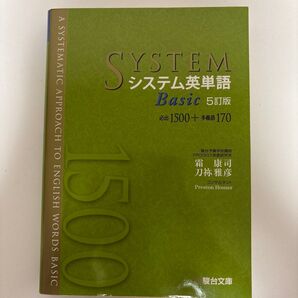 A SYSTEMATIC APPROACH TO ENGLISH WORDS BASIC
1500
SYSTEM
システム英単語
Basic 5訂版
必出1500+多義語170
霜 康司
刀祢雅彦
Preston Houser
駿台文庫